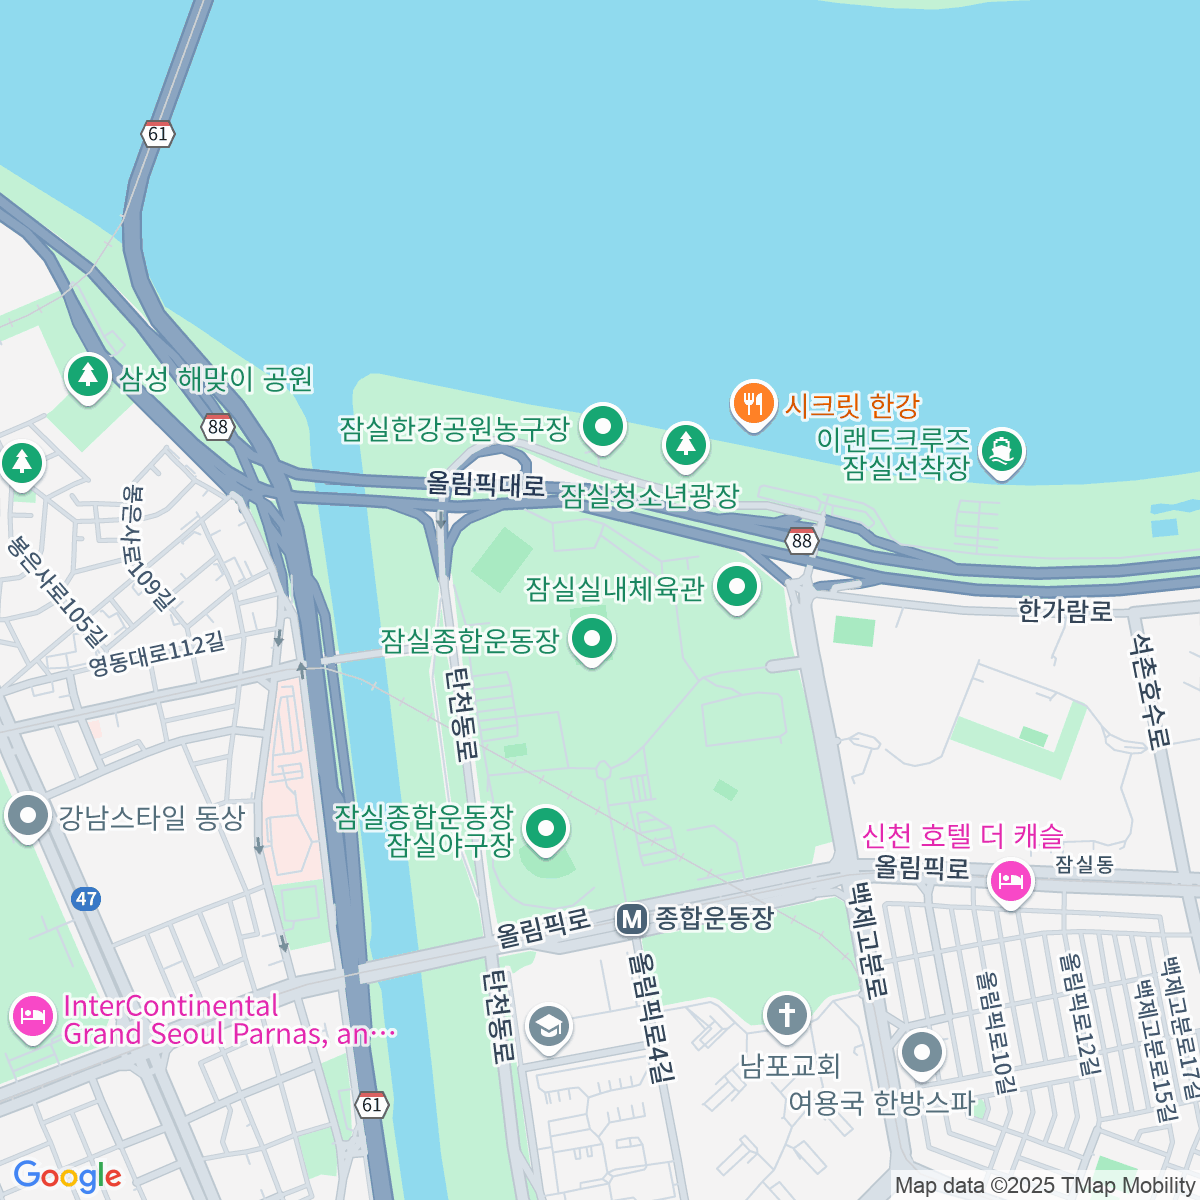 61
삼성 해맞이 공원
시크릿 한강
88
잠실한강공원농구장
이랜드크루즈
잠실선착장
올림픽대로
잠실청소년광장
봉은사로109길
봉은사로105길
88
잠실실내체육관
한가람로
영동대로112길
잠실종합운동장
석촌호수로
탄천동로
강남스타일 동상
잠실종합운동장
잠실야구장
신천 호텔 더 캐슬
올림픽로
잠실동
47
올림픽로
종합운동장
백제고분로
InterContinental
Grand Seoul Parnas, an…
탄천동로
올림픽로4길
올림픽로10길
올림픽로12길
백제고분로15길
백제고분로17길
남포교회
여용국 한방스파
61
Google
Map data ©2025 TMap Mobility